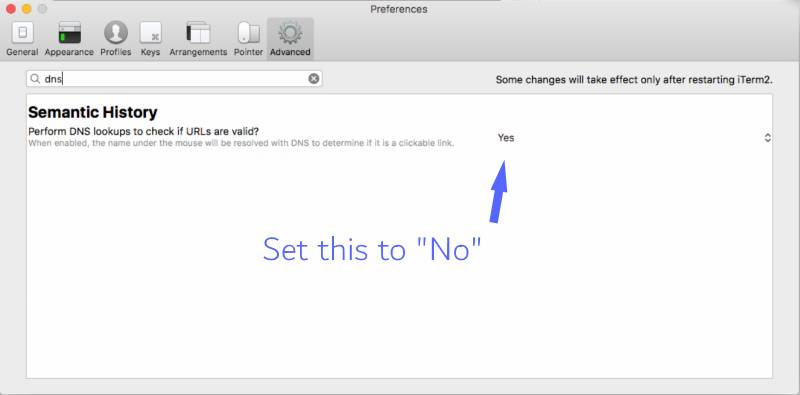 Preferences
General Appearance Profiles Keys Arrangements Pointer Advanced
dns
Some changes will take effect only after restarting iTerm2.
Semantic History
Perform DNS lookups to check if URLs are valid?
When enabled, the name under the mouse will be resolved with DNS to determine if it is a clickable link.
Yes
Set this to "No"